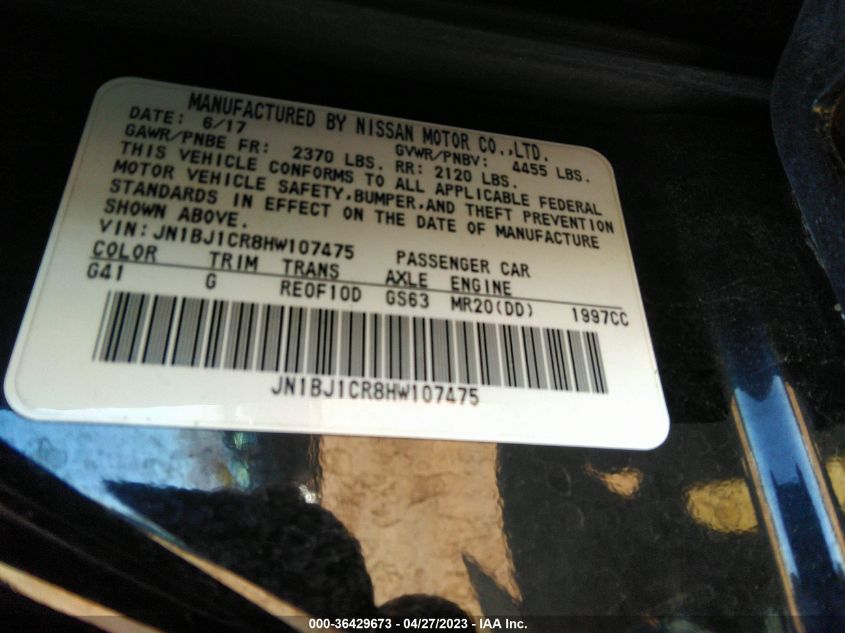 MANUFACTURED BY NISSAN MOTOR CO.,LTD.
DATE: 6/17 GVWR/PNBV: 4455 LBS.
GAWR/PNBE FR: 2370 LBS. RR: 2120 LBS.
THIS VEHICLE CONFORMS TO ALL APPLICABLE FEDERAL
MOTOR VEHICLE SAFETY,BUMPER,AND THEFT PREVENTION
STANDARDS IN EFFECT ON THE DATE OF MANUFACTURE
SHOWN ABOVE.
VIN:JN1BJ1CR8HW107475 PASSENGER CAR
COLOR TRIM TRANS AXLE ENGINE
G41 G RE0F10D GS63 MR20(DD) 1997CC
JN1BJ1CR8HW107475
000-36429673 - 04/27/2023 - IAA Inc.